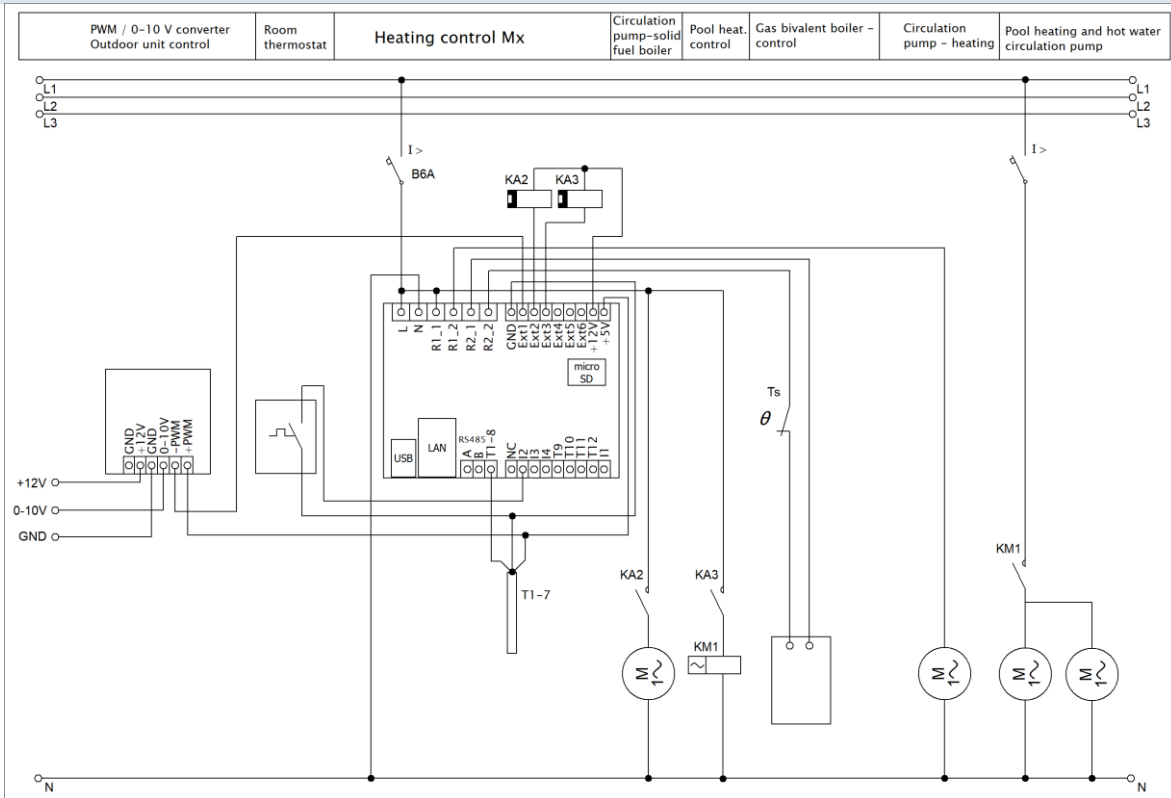 PWM / 0-10 V converter
Outdoor unit control
Room
thermostat
Heating control Mx
Circulation
pump-solid
fuel boiler
Pool heat.
control
Gas bivalent boiler -
control
Circulation
pump - heating
Pool heating and hot water
circulation pump
L1
L2
L3
L1
L2
L3
I >
B6A
I >
KA2
KA3
L
N
R1_1
R1_2
R2_1
R2_2
GND
Ext1
Ext2
Ext3
Ext4
Ext5
Ext6
+12V
+5V
micro
SD
Ts
θ
GND
+12V
GND
0-10V
-PWM
+PWM
USB
LAN
RS485
A
B
T1-8
NC
I2
I3
I4
T9
T10
T11
T12
I1
+12V
0-10V
GND
T1-7
KA2
KA3
KM1
KM1
M
1
M
1
M
1
M
1
N
N